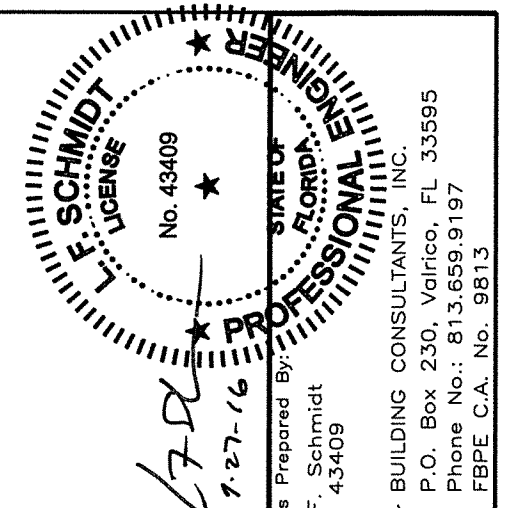 L. F. SCHMIDT
LICENSE
No. 43409
STATE OF
FLORIDA
PROFESSIONAL ENGINEER
9-27-16
s Prepared By:
F. Schmidt
43409
BUILDING CONSULTANTS, INC.
P.O. Box 230, Valrico, FL 33595
Phone No.: 813.659.9197
FBPE C.A. No. 9813